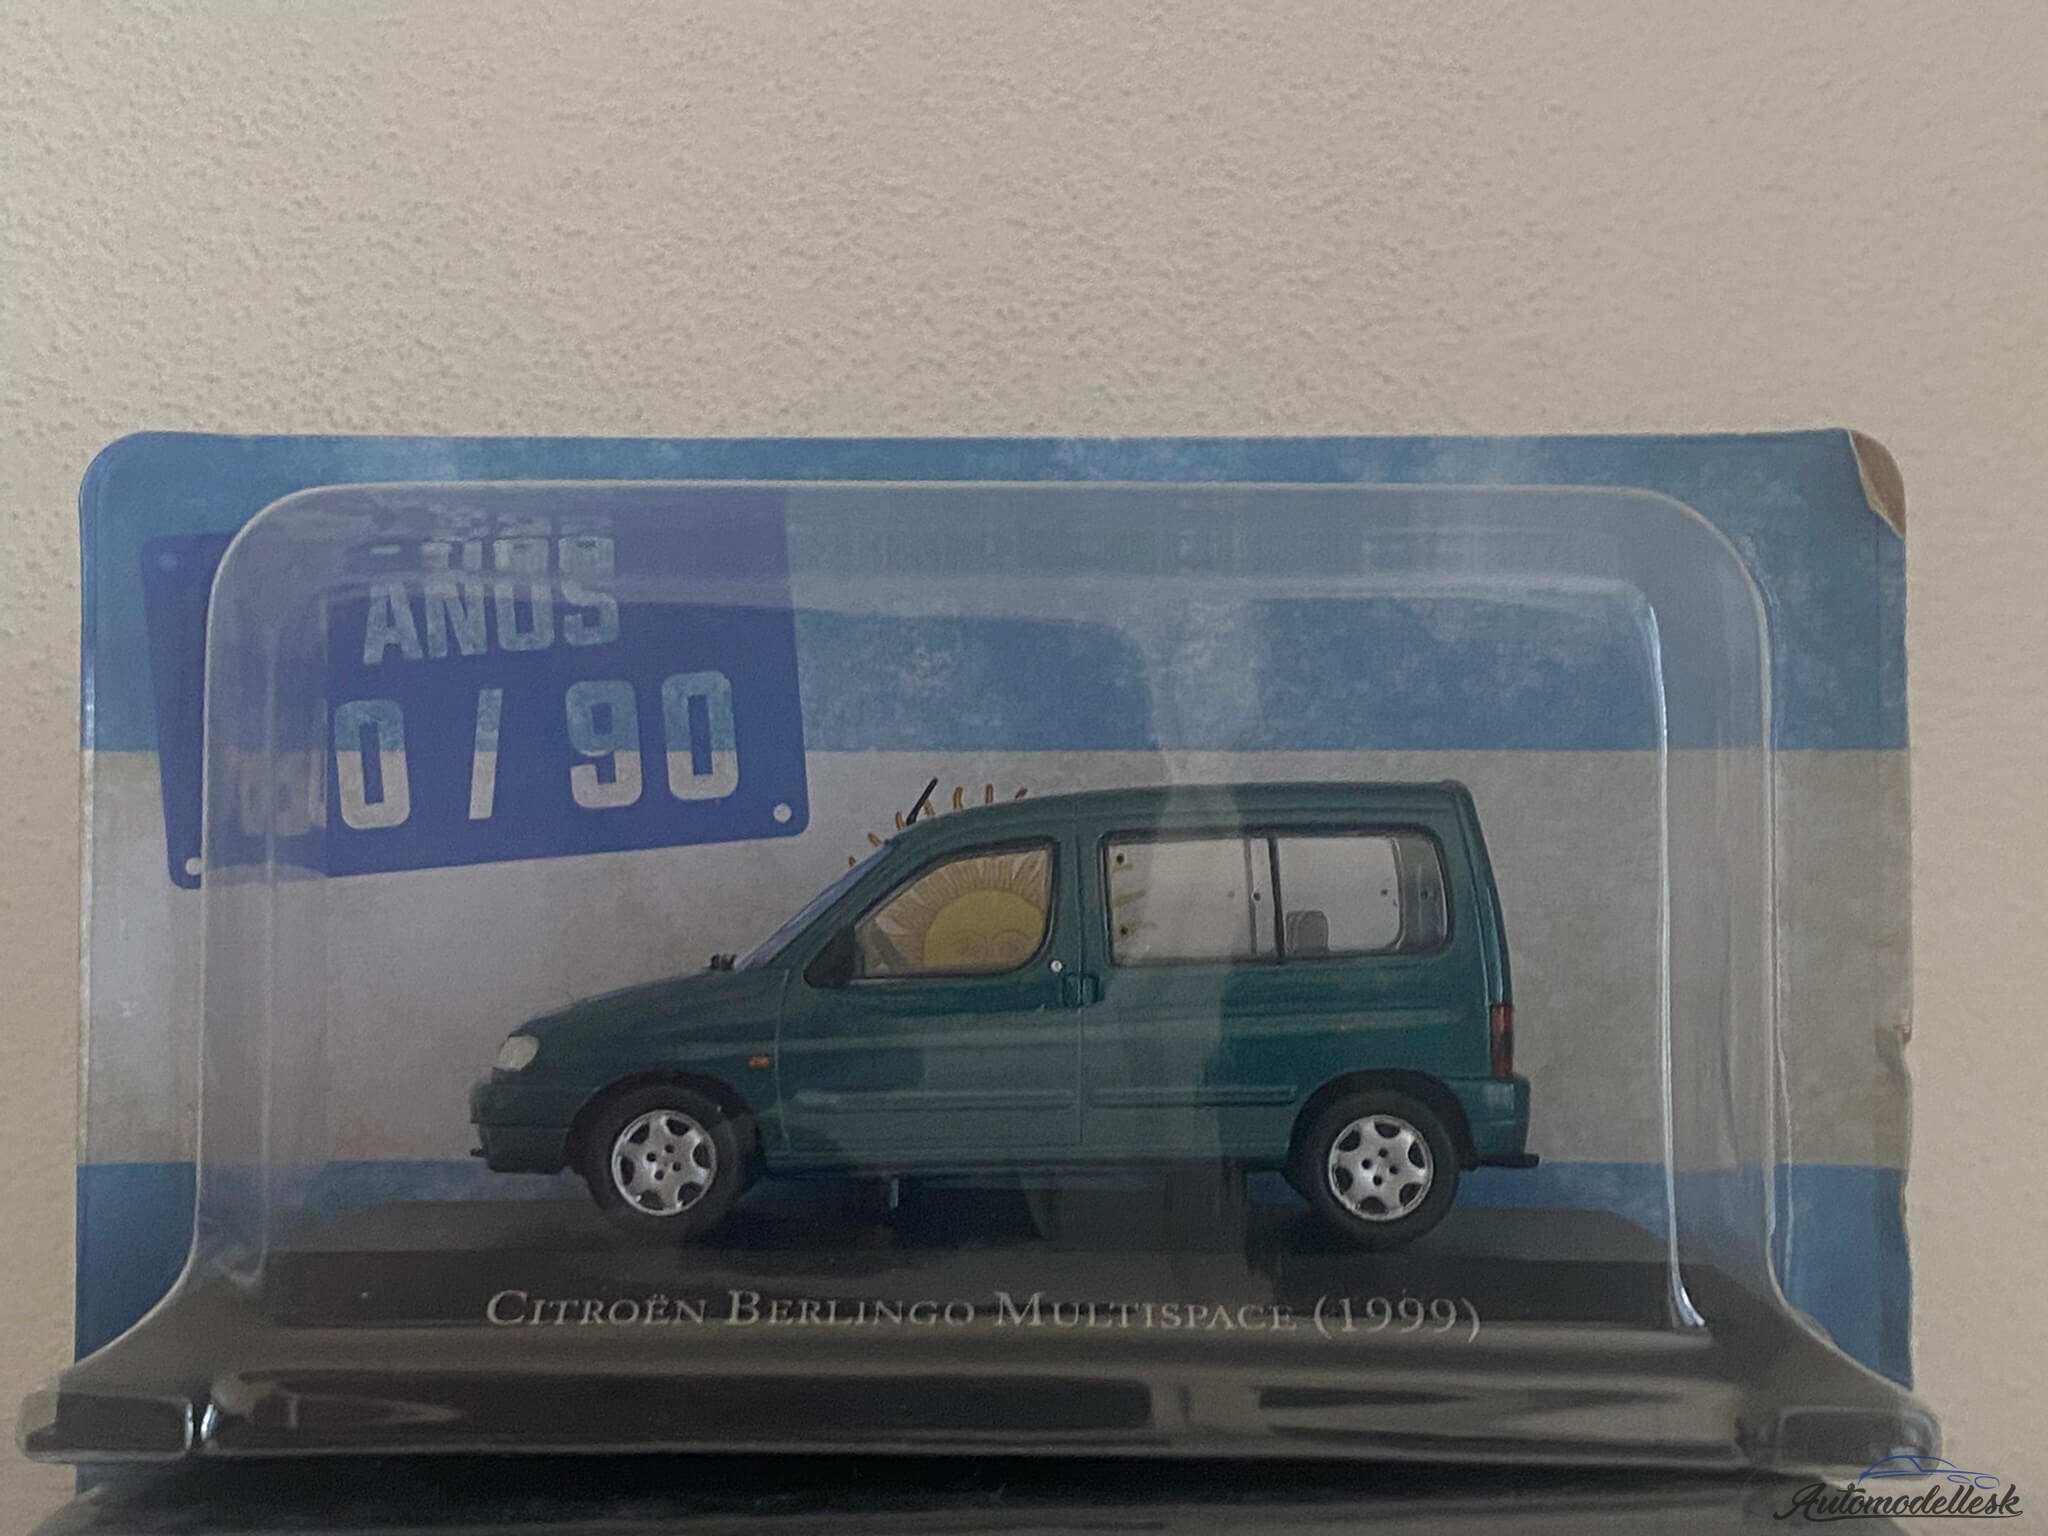 AÑOS
0 / 90
CITROËN BERLINGO MULTISPACE (1999)
Automodellesk